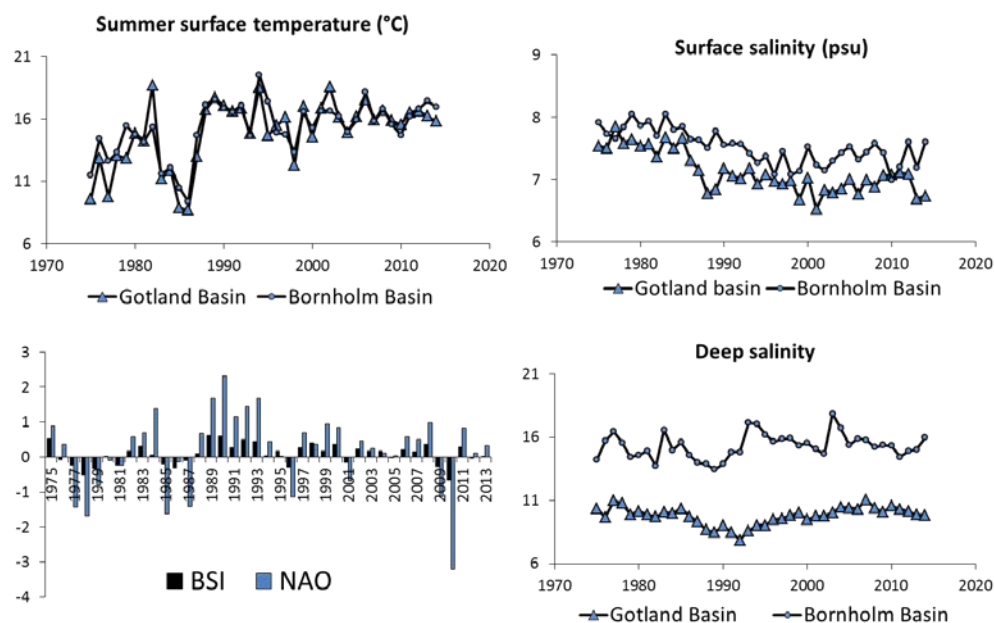 Summer surface temperature (°C)
21
16
11
6
1970 1980 1990 2000 2010 2020
Gotland Basin Bornholm Basin
Surface salinity (psu)
9
8
7
6
1970 1980 1990 2000 2010 2020
Gotland basin Bornholm Basin
3
2
1
0
-1
-2
-3
-4
1975 1977 1979 1981 1983 1985 1987 1989 1991 1993 1995 1997 1999 2001 2003 2005 2007 2009 2011 2013
BSI NAO
Deep salinity
21
16
11
6
1970 1980 1990 2000 2010 2020
Gotland Basin Bornholm Basin